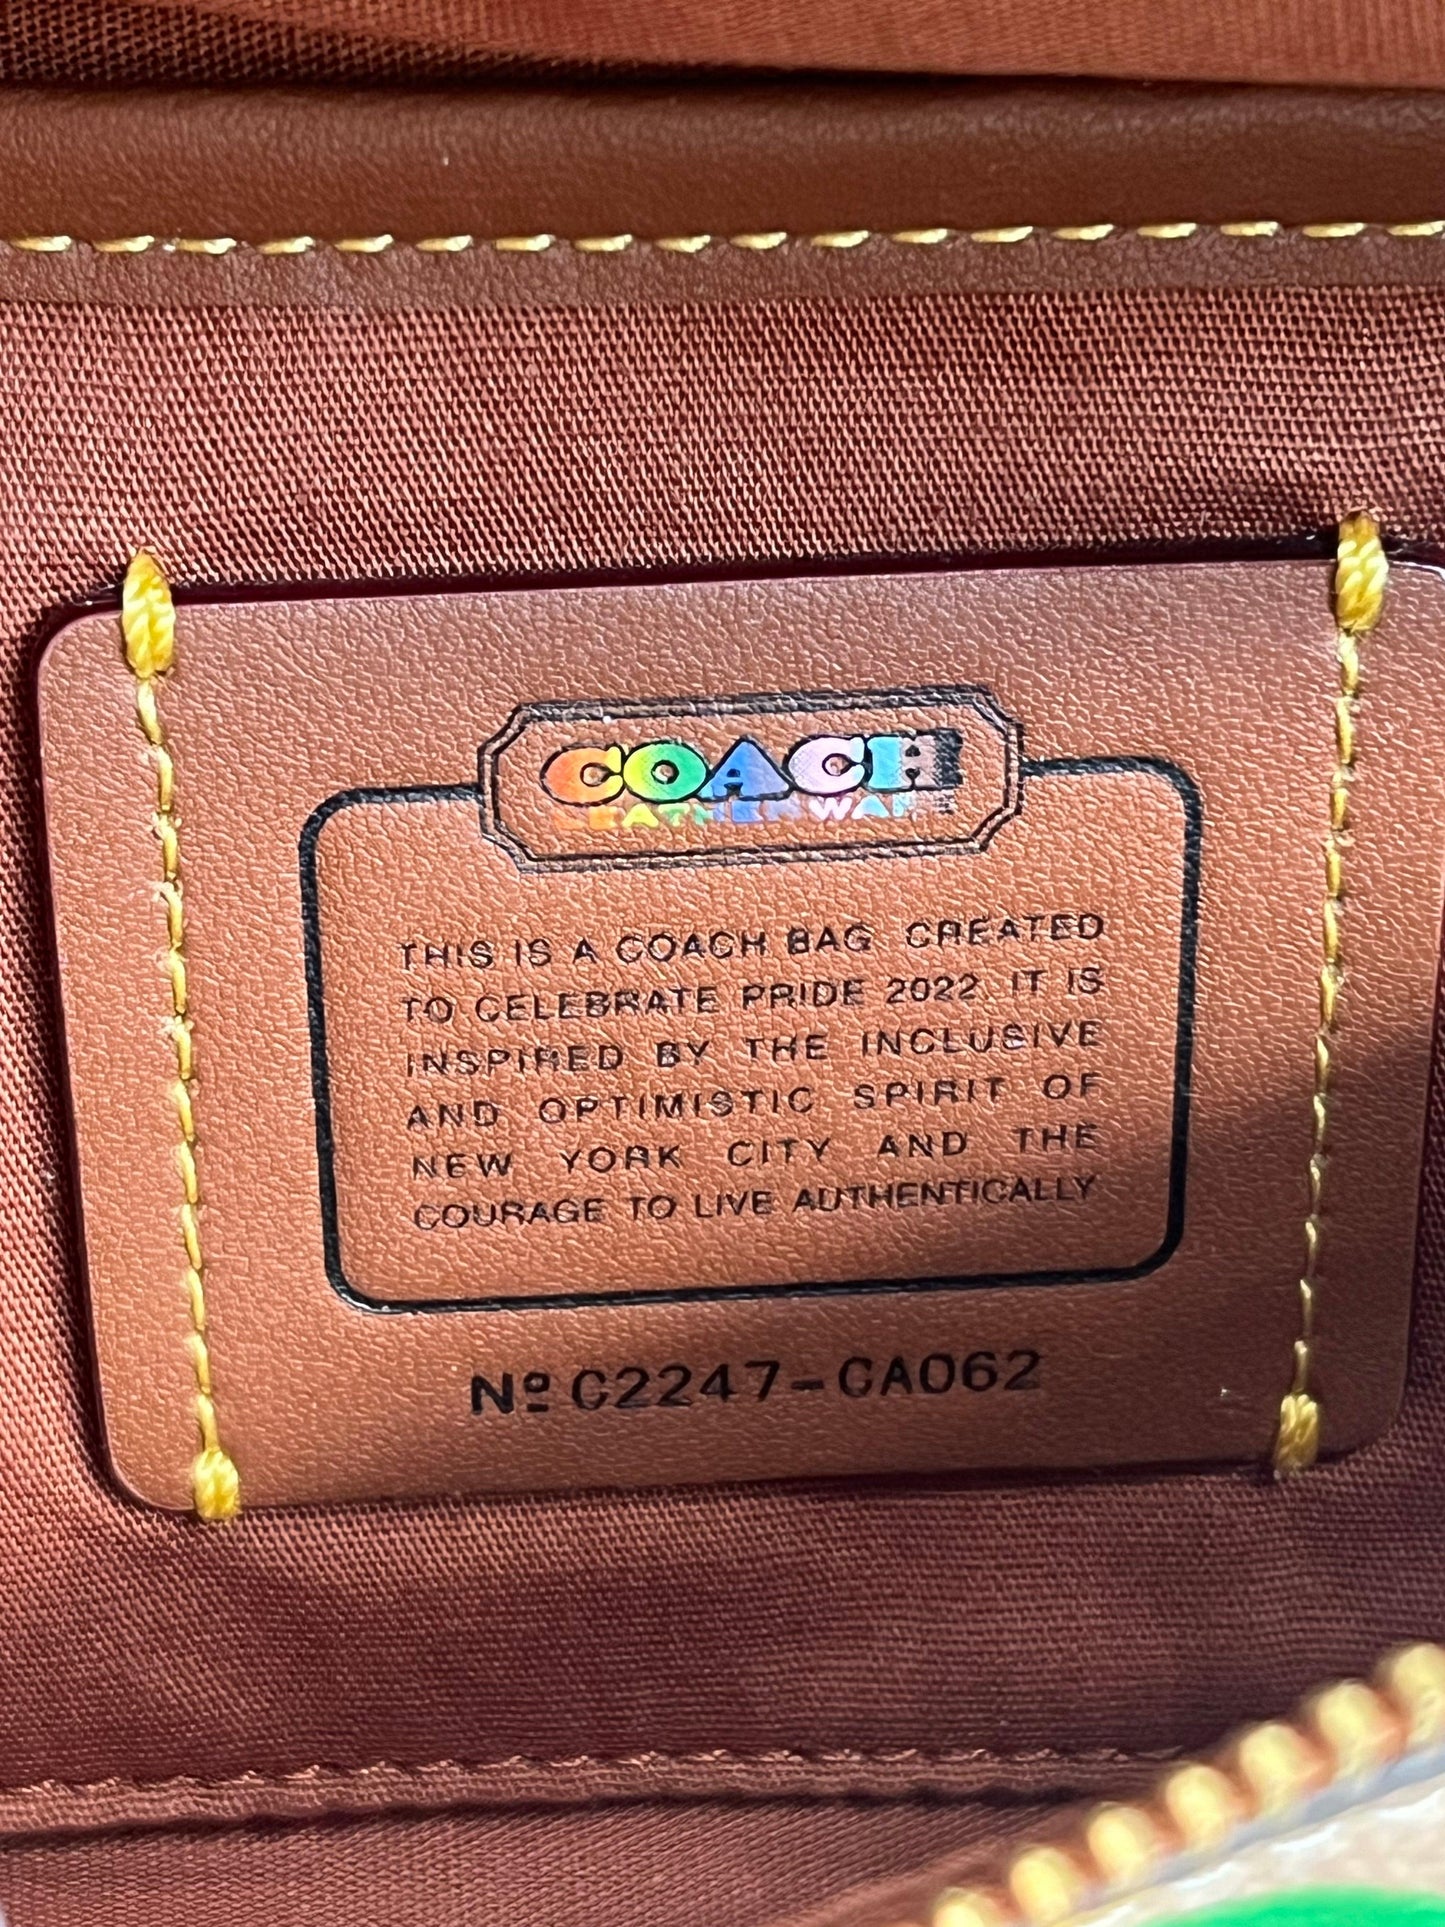 COACH
LEATHERWARE
THIS IS A COACH BAG CREATED
TO CELEBRATE PRIDE 2022. IT IS
INSPIRED BY THE INCLUSIVE
AND OPTIMISTIC SPIRIT OF
NEW YORK CITY AND THE
COURAGE TO LIVE AUTHENTICALLY
Nº C2247-CA062